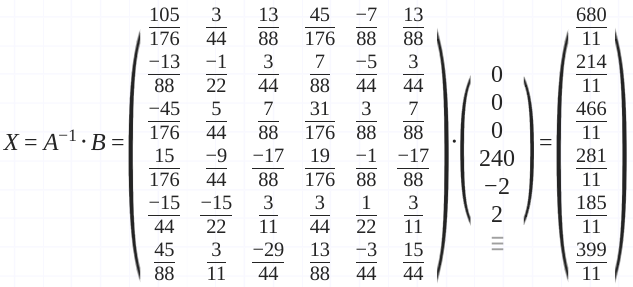 105/176 3/44 13/88 45/176 −7/88 13/88
−13/88 −1/22 3/44 7/88 −5/44 3/44
−45/176 5/44 7/88 31/176 3/88 7/88
15/176 −9/44 −17/88 19/176 −1/88 −17/88
−15/44 −15/22 3/11 3/44 1/22 3/11
45/88 3/11 −29/44 13/88 −3/44 15/44
X = A⁻¹ · B = ( ) · ( ) = ( )
0
0
0
240
−2
2
680/11
214/11
466/11
281/11
185/11
399/11